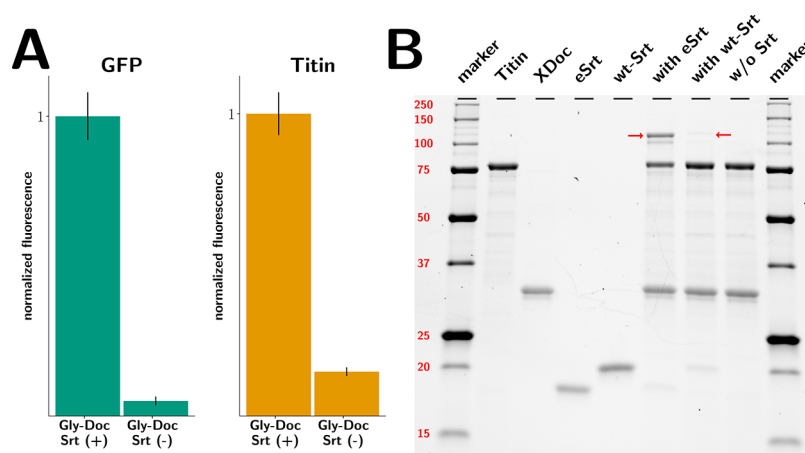 A
GFP
1
normalized fluorescence
Gly-Doc
Srt (+)
Gly-Doc
Srt (-)
Titin
1
normalized fluorescence
Gly-Doc
Srt (+)
Gly-Doc
Srt (-)
B
marker
Titin
XDoc
eSrt
wt-Srt
with eSrt
with wt-Srt
w/o Srt
marker
250
150
100
75
50
37
25
20
15